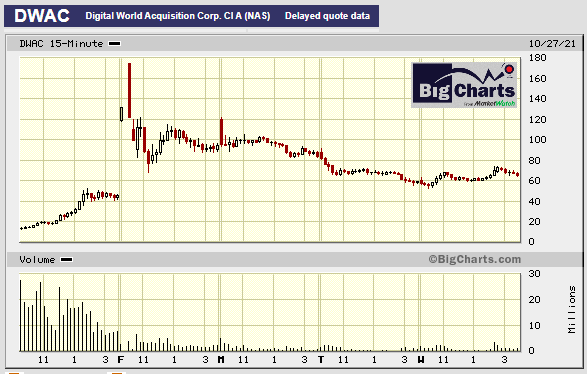 DWAC Digital World Acquisition Corp. Cl A (NAS) Delayed quote data
DWAC 15-Minute 10/27/21
180
160
140
120
100
80
60
40
20
0
BigCharts
from MarketWatch
Volume ©BigCharts.com
30
20
10
0
Millions
11 1 3 F 11 1 3 M 11 1 3 T 11 1 3 W 11 1 3